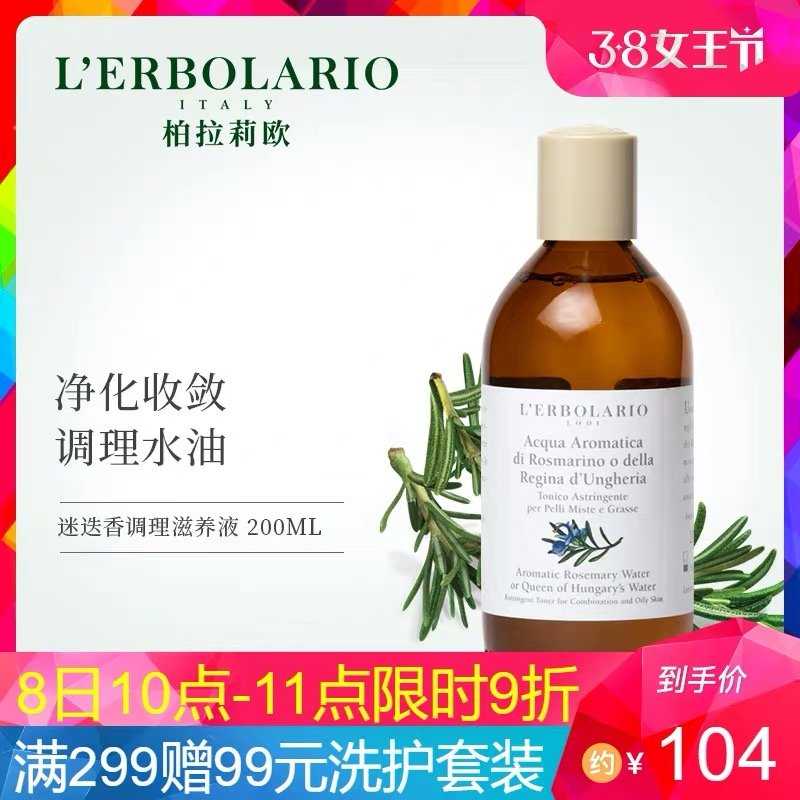 3·8女王节
L'ERBOLARIO
ITALY
柏拉莉欧
净化收敛
调理水油
迷迭香调理滋养液 200ML
L'ERBOLARIO
LODI
Acqua Aromatica
di Rosmarino o della
Regina d'Ungheria
Tonico Astringente
per Pelli Miste e Grasse
Aromatic Rosemary Water
or Queen of Hungary's Water
Astringent Toner for Combination and Oily Skin
8日10点-11点限时9折
满299赠99元洗护套装
到手价
约¥104